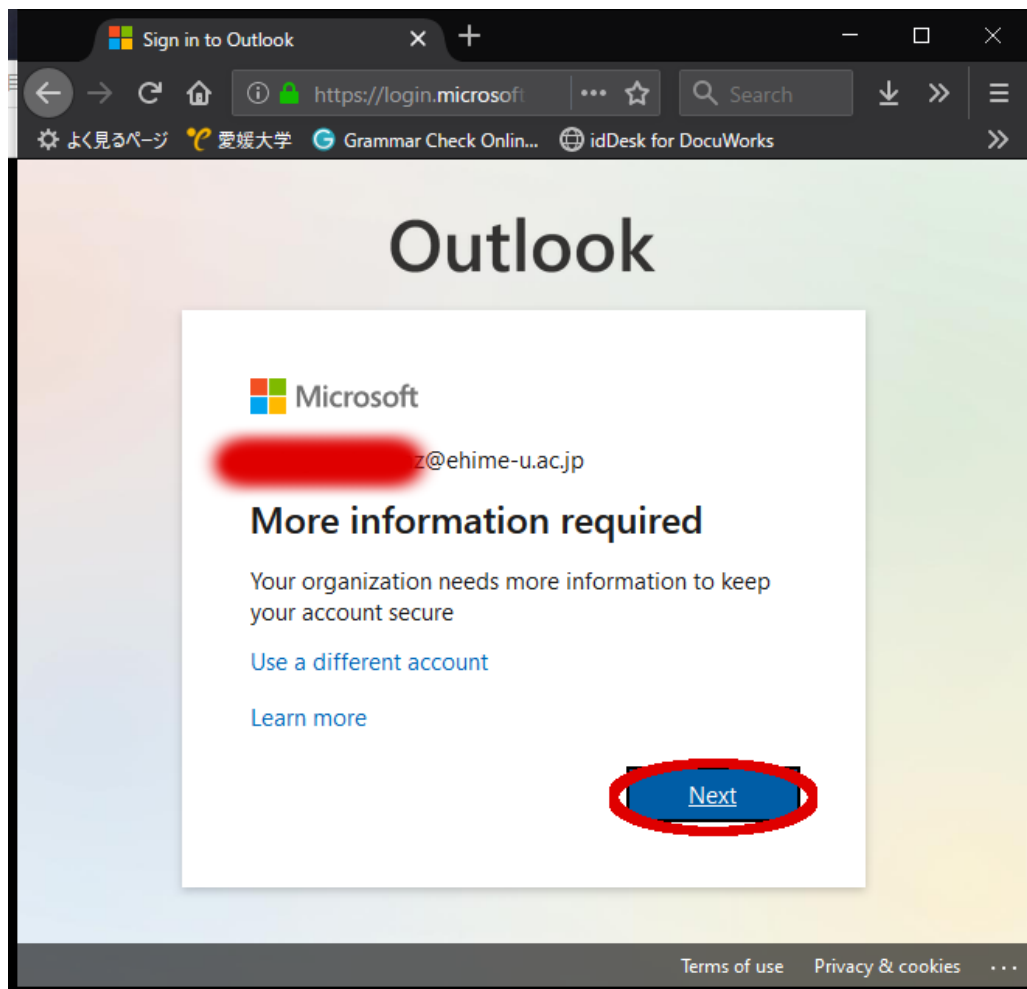 Sign in to Outlook
https://login.microsoft
Search
よく見るページ 愛媛大学 Grammar Check Onlin... idDesk for DocuWorks
Outlook
Microsoft
z@ehime-u.ac.jp
More information required
Your organization needs more information to keep
your account secure
Use a different account
Learn more
Next
Terms of use Privacy & cookies ...